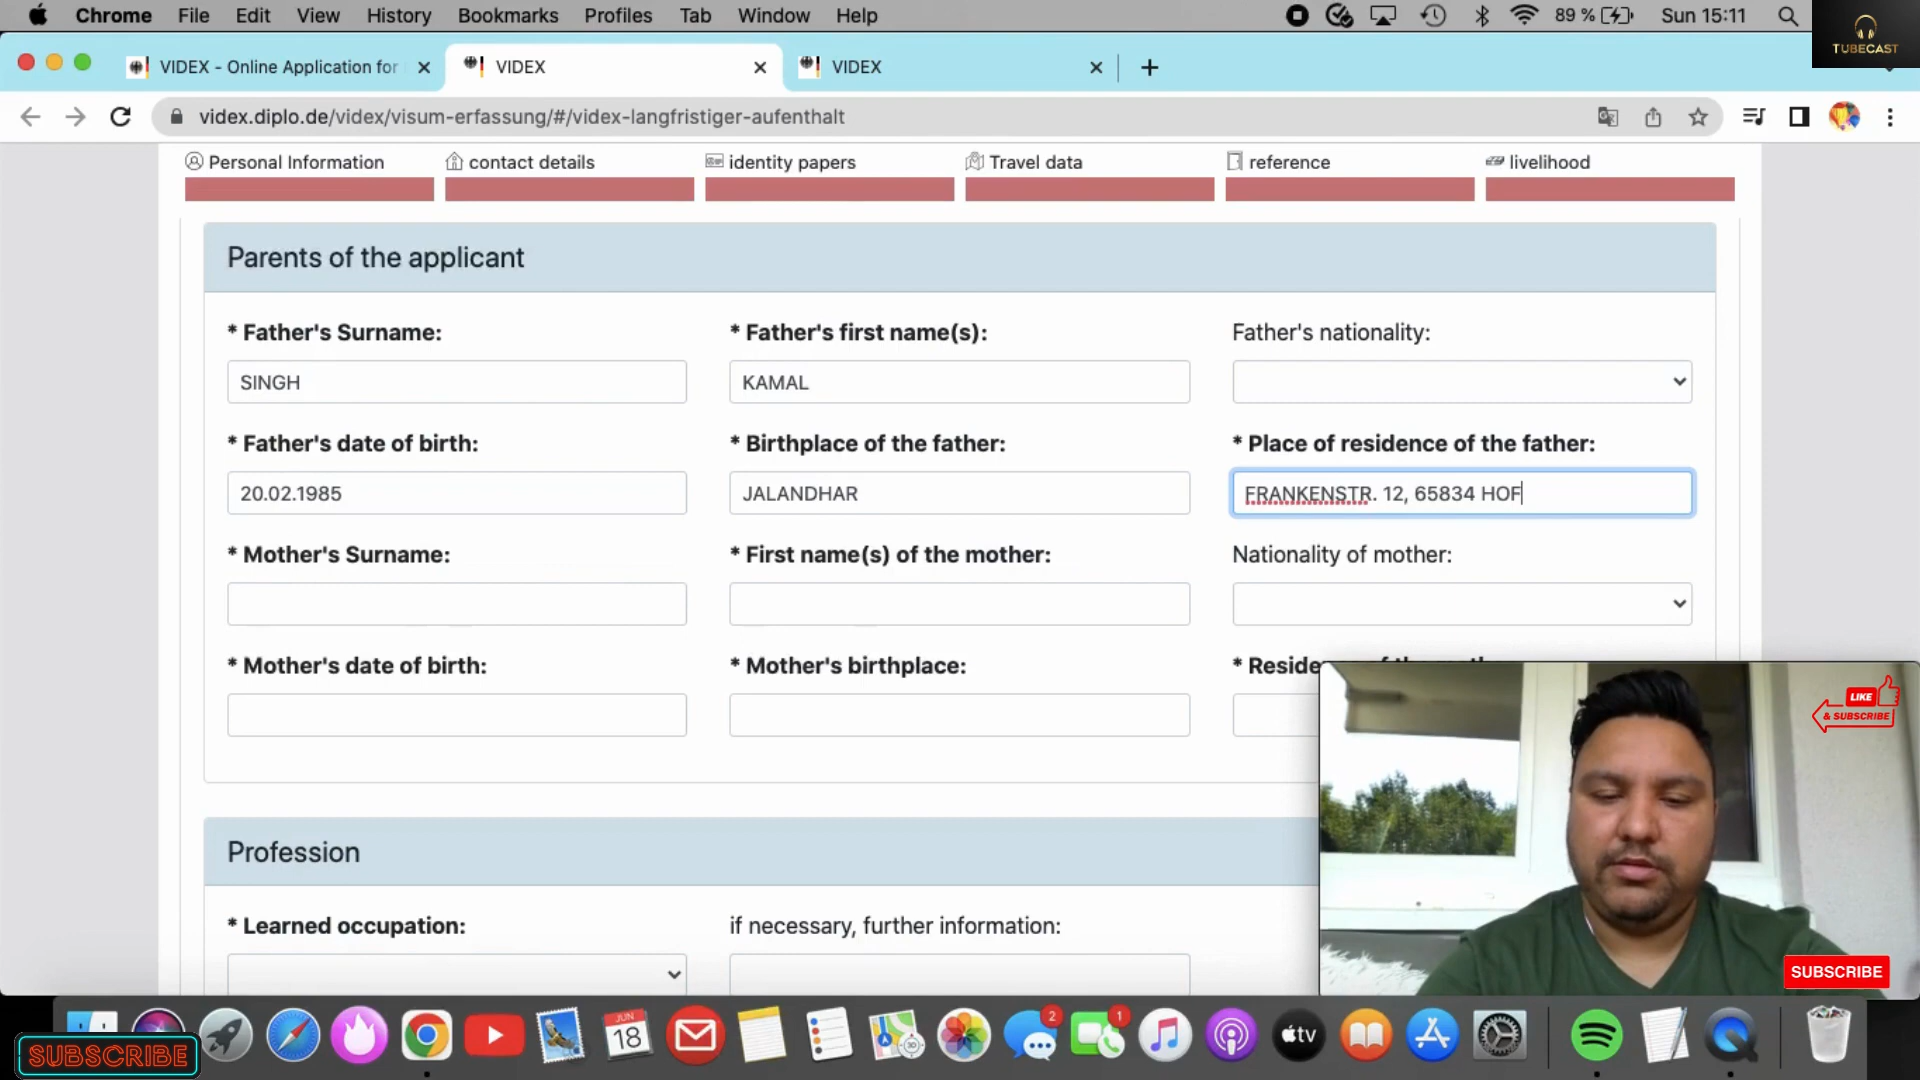 Chrome File Edit View History Bookmarks Profiles Tab Window Help 89 % Sun 15:11
TUBECAST
VIDEX - Online Application for VIDEX VIDEX
videx.diplo.de/videx/visum-erfassung/#/videx-langfristiger-aufenthalt
Personal Information contact details identity papers Travel data reference livelihood
Parents of the applicant
* Father's Surname: * Father's first name(s): Father's nationality:
SINGH KAMAL
* Father's date of birth: * Birthplace of the father: * Place of residence of the father:
20.02.1985 JALANDHAR FRANKENSTR. 12, 65834 HOF
* Mother's Surname: * First name(s) of the mother: Nationality of mother:
* Mother's date of birth: * Mother's birthplace:
LIKE
& SUBSCRIBE
Profession
* Learned occupation: if necessary, further information:
SUBSCRIBE
JUN
18
2
1
tv
SUBSCRIBE